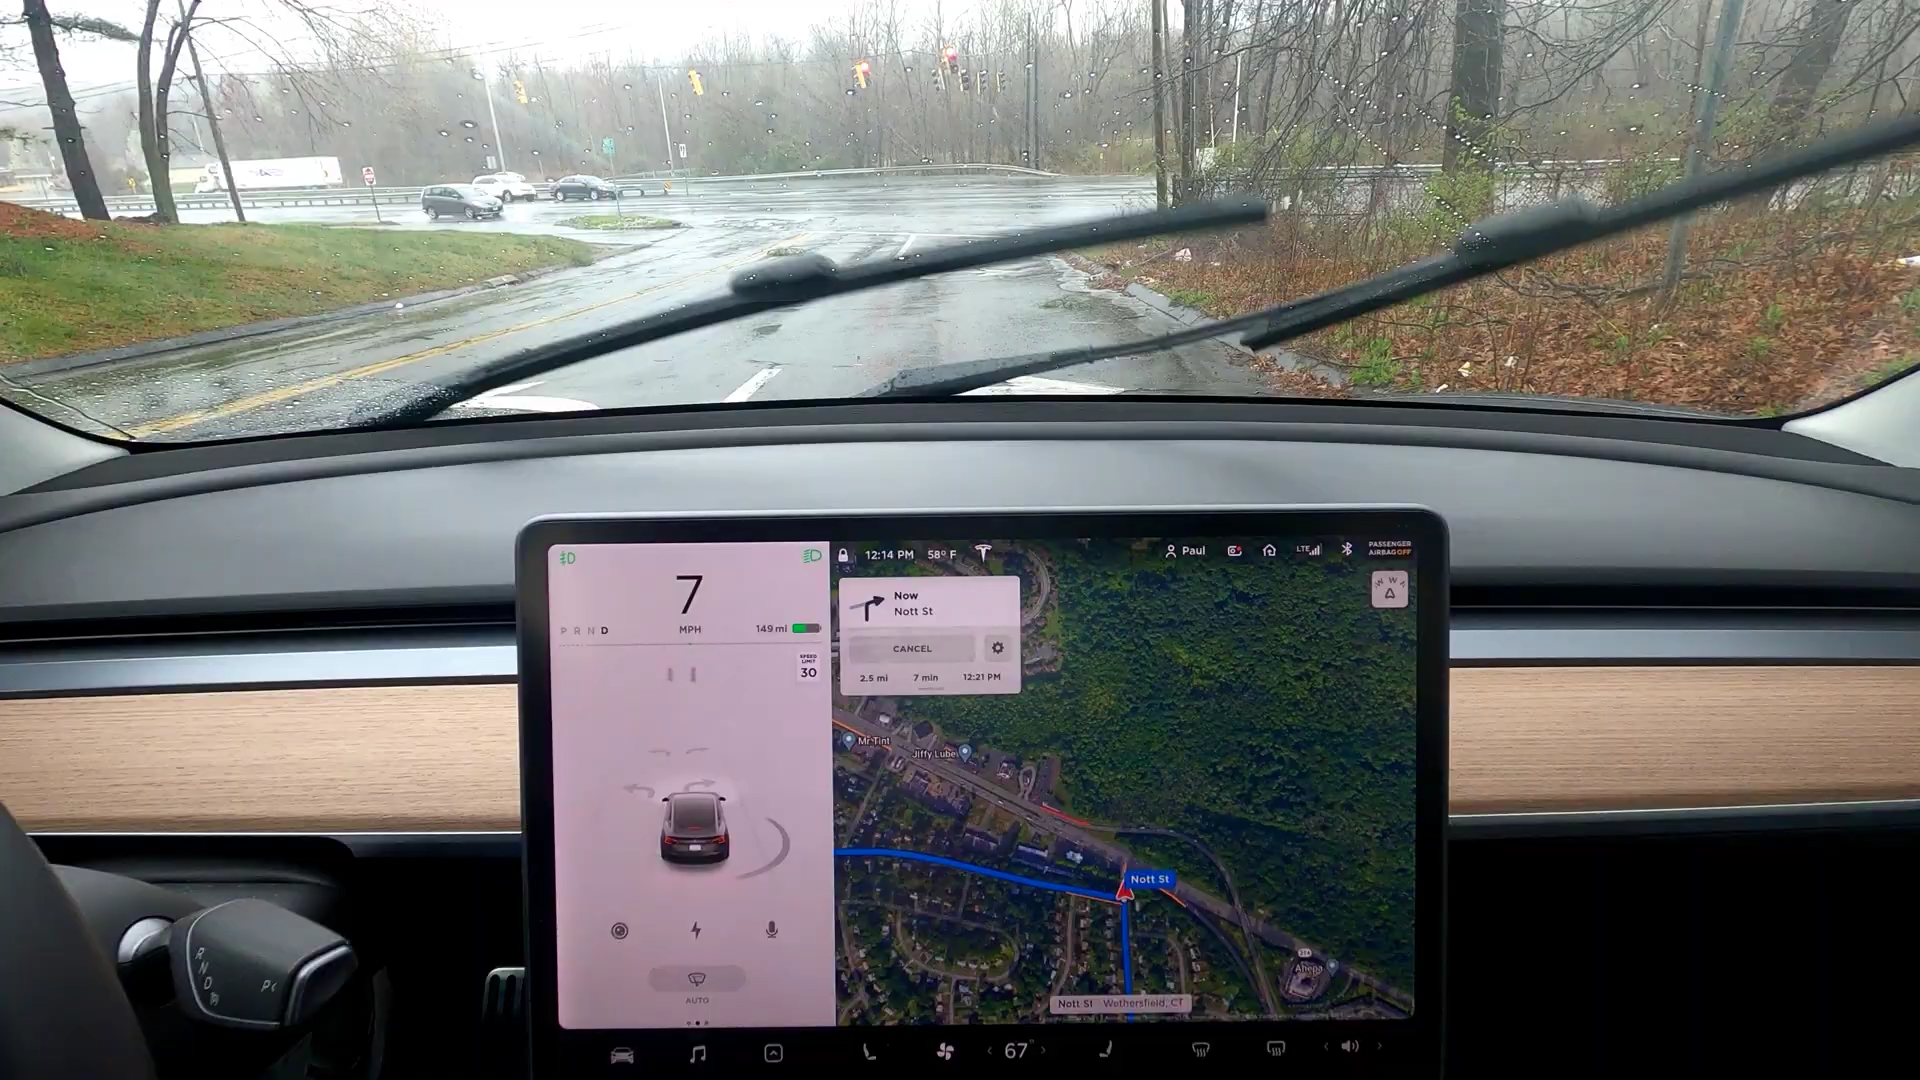 12:14 PM 58° F
Paul
LTE
PASSENGER
AIRBAG OFF
7
P R N D
MPH
149 mi
SPEED
LIMIT
30
Now
Nott St
CANCEL
2.5 mi 7 min 12:21 PM
Mr Tint
Jiffy Lube
Nott St
214
Ahepa
Nott St Wethersfield, CT
AUTO
67
R
N
D
P